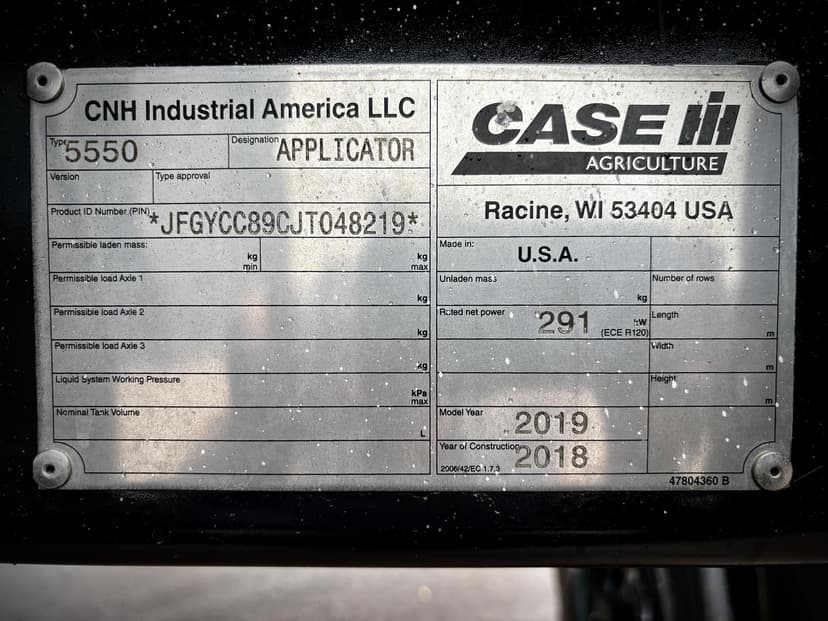 CNH Industrial America LLC
Type 5550
Designation APPLICATOR
Version
Type approval
Product ID Number (PIN) *JFGYCC89CJT048219*
Permissible laden mass:
kg min
kg max
Permissible load Axle 1
kg
Permissible load Axle 2
kg
Permissible load Axle 3
kg
Liquid System Working Pressure
kPa max
Nominal Tank Volume
L
CASE IH
AGRICULTURE
Racine, WI 53404 USA
Made in: U.S.A.
Unladen mass
kg
Number of rows
Rated net power 291 kW
(ECE R120)
Length
m
Width
m
Height
m
Model Year 2019
Year of Construction 2018
2006/42/EC 1.7.3
47804360 B